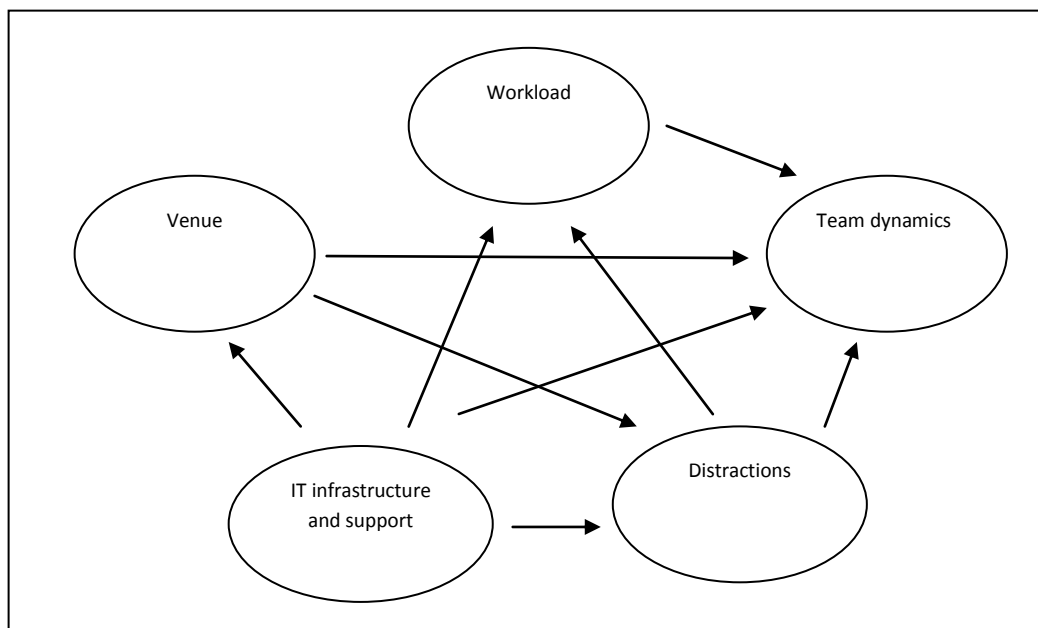 Workload
Venue
Team dynamics
IT infrastructure
and support
Distractions